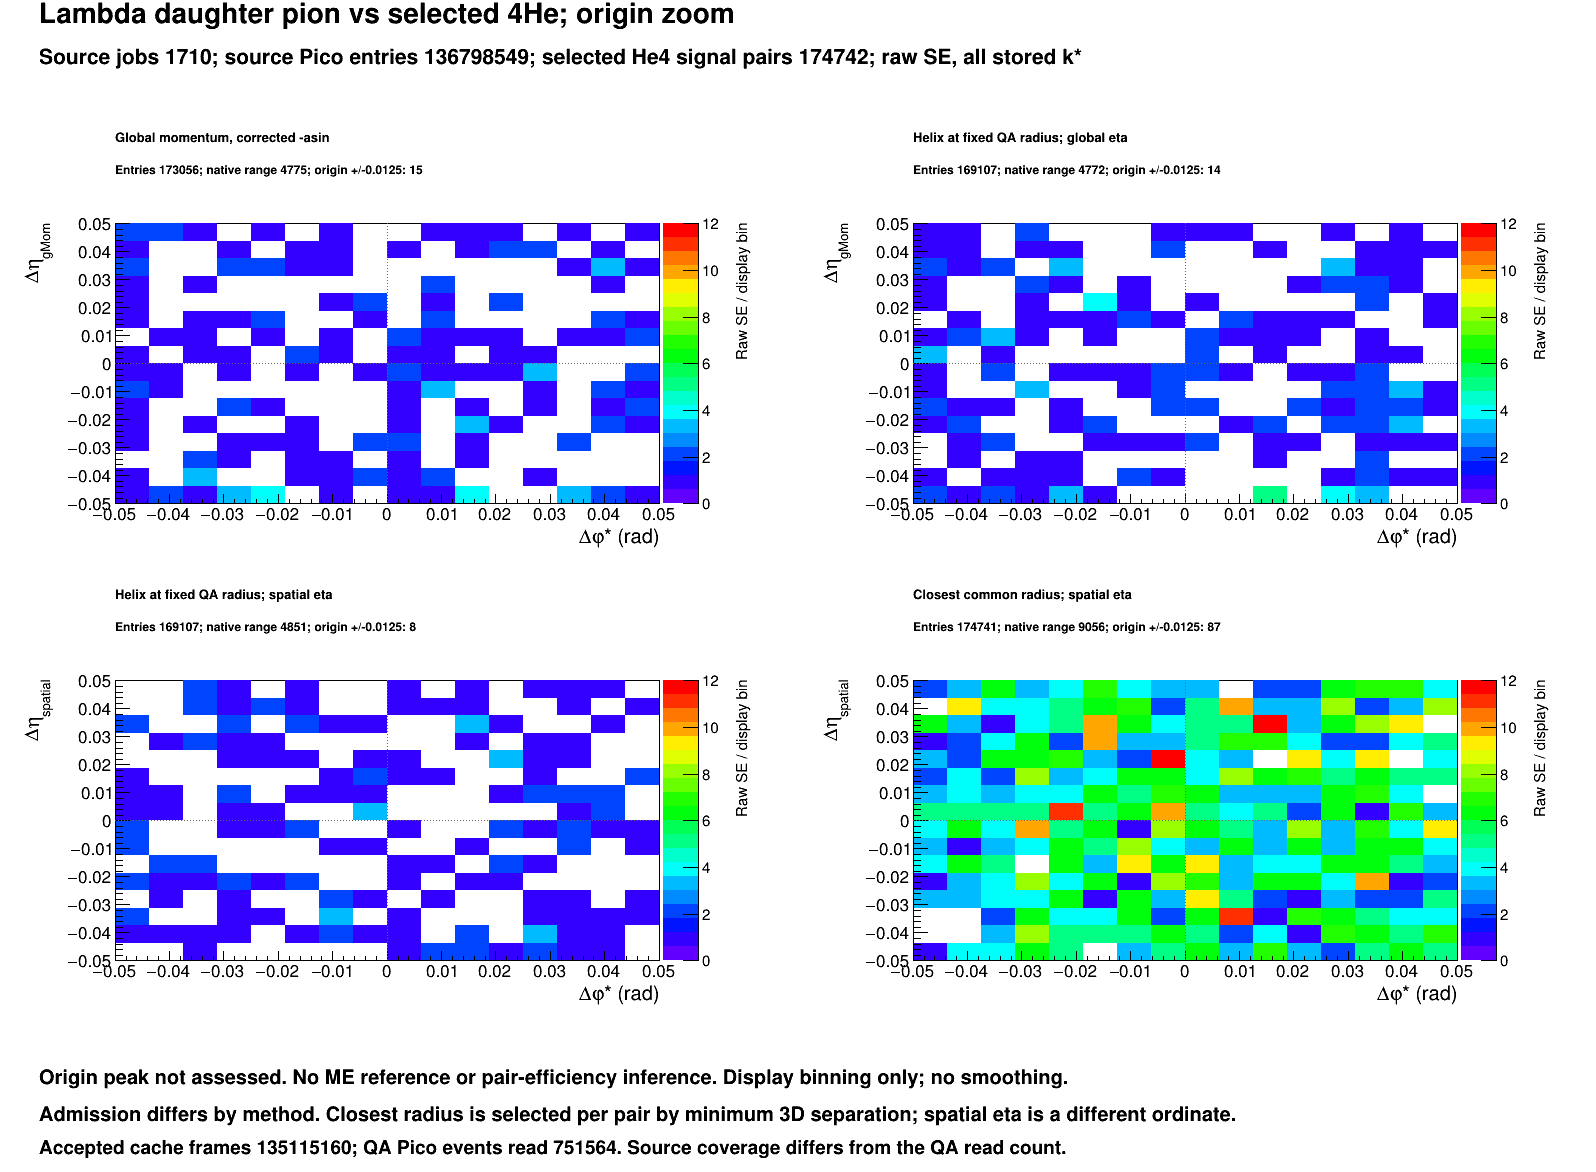 Lambda daughter pion vs selected 4He; origin zoom
Source jobs 1710; source Pico entries 136798549; selected He4 signal pairs 174742; raw SE, all stored k*
Global momentum, corrected -asin
Entries 173056; native range 4775; origin +/-0.0125: 15
Δη gMom
0.05
0.04
0.03
0.02
0.01
0
−0.01
−0.02
−0.03
−0.04
−0.05
−0.05 −0.04 −0.03 −0.02 −0.01 0 0.01 0.02 0.03 0.04 0.05
Δφ* (rad)
12
10
8
6
4
2
0
Raw SE / display bin
Helix at fixed QA radius; global eta
Entries 169107; native range 4772; origin +/-0.0125: 14
Δη gMom
0.05
0.04
0.03
0.02
0.01
0
−0.01
−0.02
−0.03
−0.04
−0.05
−0.05 −0.04 −0.03 −0.02 −0.01 0 0.01 0.02 0.03 0.04 0.05
Δφ* (rad)
12
10
8
6
4
2
0
Raw SE / display bin
Helix at fixed QA radius; spatial eta
Entries 169107; native range 4851; origin +/-0.0125: 8
Δη spatial
0.05
0.04
0.03
0.02
0.01
0
−0.01
−0.02
−0.03
−0.04
−0.05
−0.05 −0.04 −0.03 −0.02 −0.01 0 0.01 0.02 0.03 0.04 0.05
Δφ* (rad)
12
10
8
6
4
2
0
Raw SE / display bin
Closest common radius; spatial eta
Entries 174741; native range 9056; origin +/-0.0125: 87
Δη spatial
0.05
0.04
0.03
0.02
0.01
0
−0.01
−0.02
−0.03
−0.04
−0.05
−0.05 −0.04 −0.03 −0.02 −0.01 0 0.01 0.02 0.03 0.04 0.05
Δφ* (rad)
12
10
8
6
4
2
0
Raw SE / display bin
Origin peak not assessed. No ME reference or pair-efficiency inference. Display binning only; no smoothing.
Admission differs by method. Closest radius is selected per pair by minimum 3D separation; spatial eta is a different ordinate.
Accepted cache frames 135115160; QA Pico events read 751564. Source coverage differs from the QA read count.